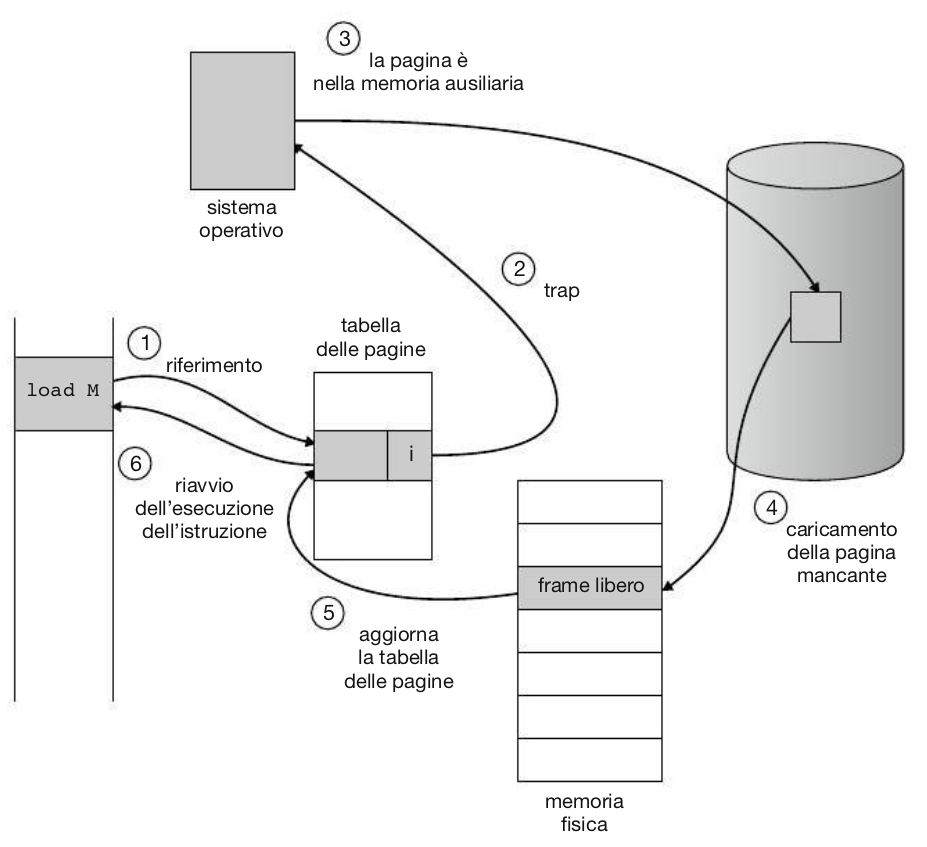 3
la pagina è
nella memoria ausiliaria
sistema
operativo
2
trap
tabella
delle pagine
1
riferimento
load M
i
6
riavvio
dell'esecuzione
dell'istruzione
4
caricamento
della pagina
mancante
frame libero
5
aggiorna
la tabella
delle pagine
memoria
fisica